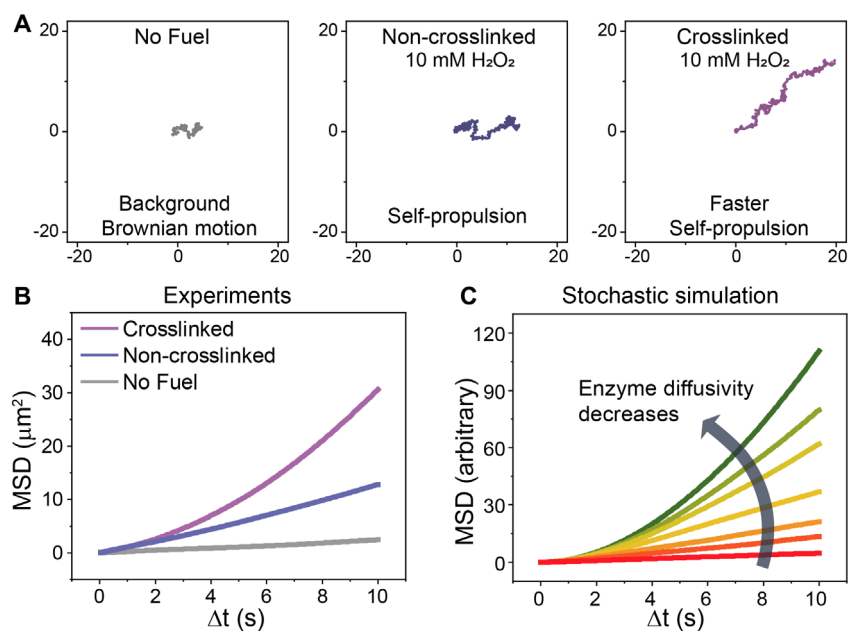 A
No Fuel
Background
Brownian motion
20
0
-20
-20
0
20
Non-crosslinked
10 mM H₂O₂
Self-propulsion
20
0
-20
-20
0
20
Crosslinked
10 mM H₂O₂
Faster
Self-propulsion
20
0
-20
-20
0
20
B
Experiments
Crosslinked
Non-crosslinked
No Fuel
MSD (μm²)
40
30
20
10
0
0
2
4
6
8
10
Δt (s)
C
Stochastic simulation
Enzyme diffusivity
decreases
MSD (arbitrary)
120
90
60
30
0
0
2
4
6
8
10
Δt (s)